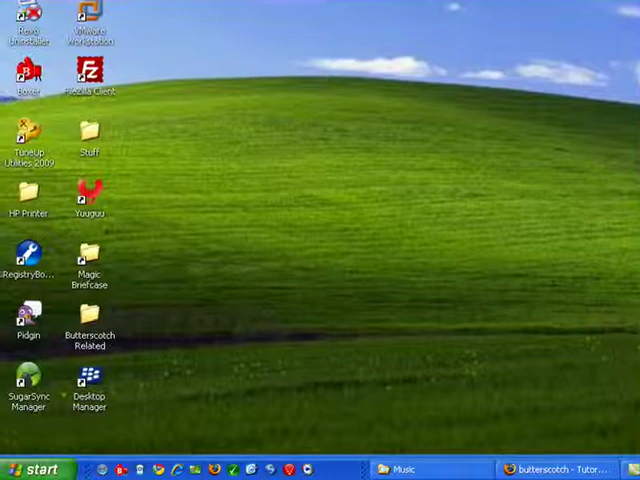 Revo
Uninstaller
VMware
Workstation
Boxer
FileZilla Client
TuneUp
Utilities 2009
Stuff
HP Printer
Yuuguu
RegistryBo...
Magic
Briefcase
Pidgin
Butterscotch
Related
SugarSync
Manager
Desktop
Manager
start
Music
butterscotch - Tutor...